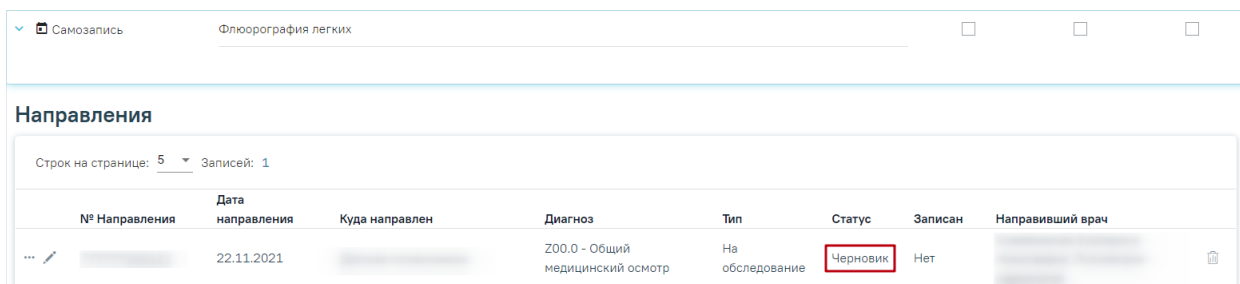 Самозапись Флюорография легких
Направления
Строк на странице: 5 Записей: 1
№ Направления Дата направления Куда направлен Диагноз Тип Статус Записан Направивший врач
22.11.2021 Z00.0 - Общий медицинский осмотр На обследование Черновик Нет